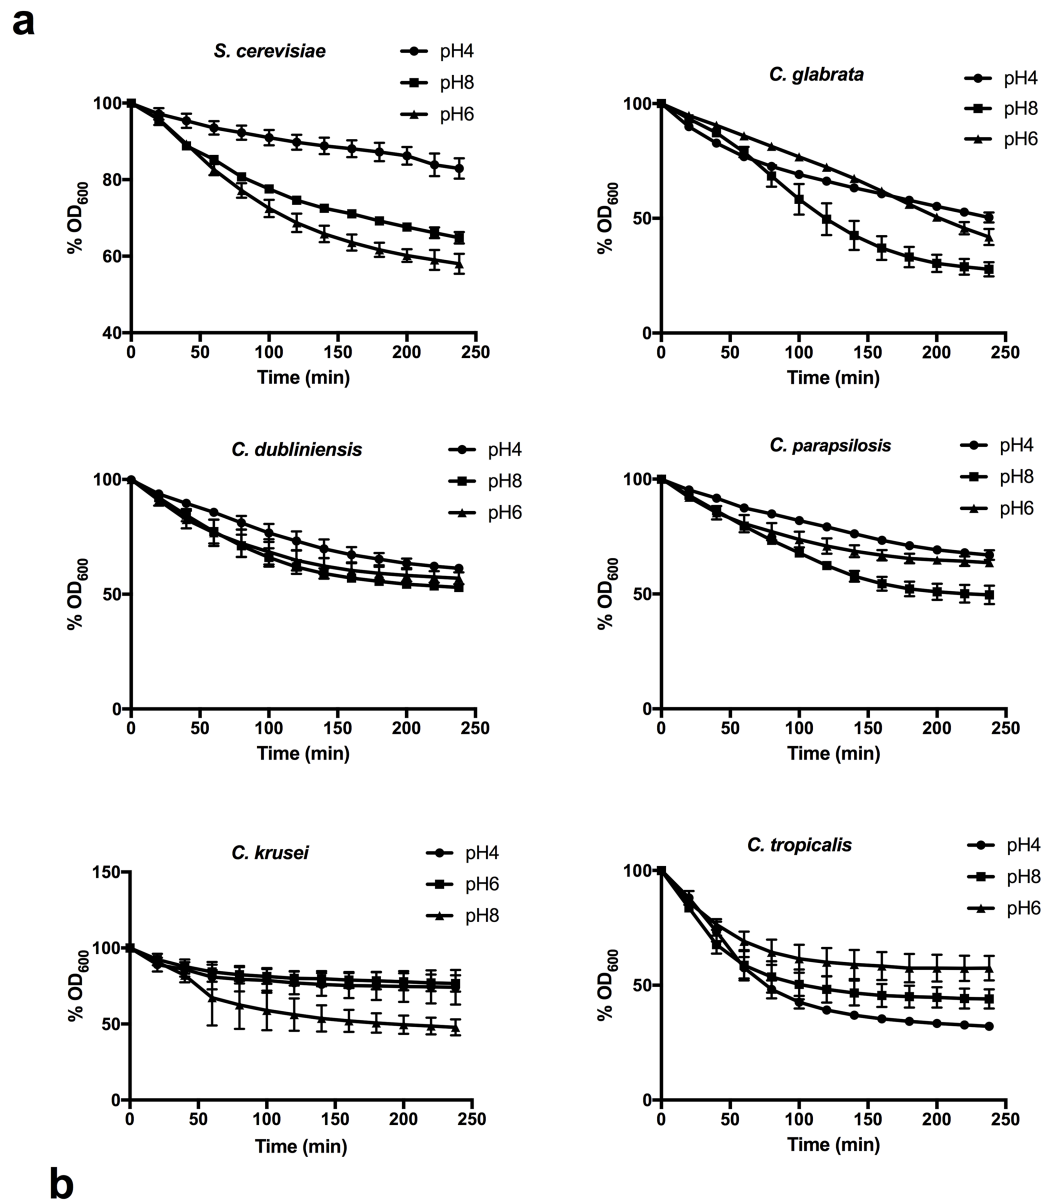 a
S. cerevisiae
pH4
pH8
pH6
100
80
60
40
% OD600
0 50 100 150 200 250
Time (min)
C. glabrata
pH4
pH8
pH6
100
50
0
% OD600
0 50 100 150 200 250
Time (min)
C. dubliniensis
pH4
pH8
pH6
100
50
0
% OD600
0 50 100 150 200 250
Time (min)
C. parapsilosis
pH4
pH8
pH6
100
50
0
% OD600
0 50 100 150 200 250
Time (min)
C. krusei
pH4
pH6
pH8
150
100
50
0
% OD600
0 50 100 150 200 250
Time (min)
C. tropicalis
pH4
pH8
pH6
100
50
0
% OD600
0 50 100 150 200 250
Time (min)
b